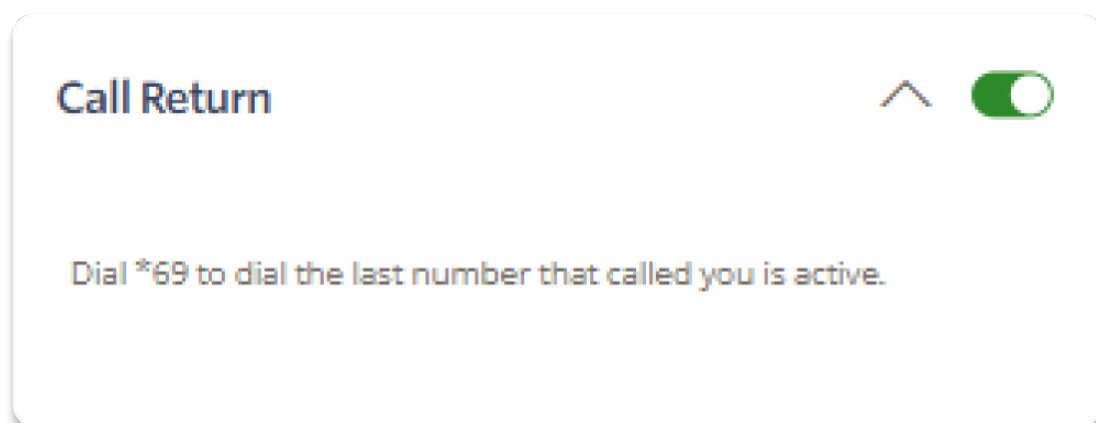 Call Return
Dial *69 to dial the last number that called you is active.